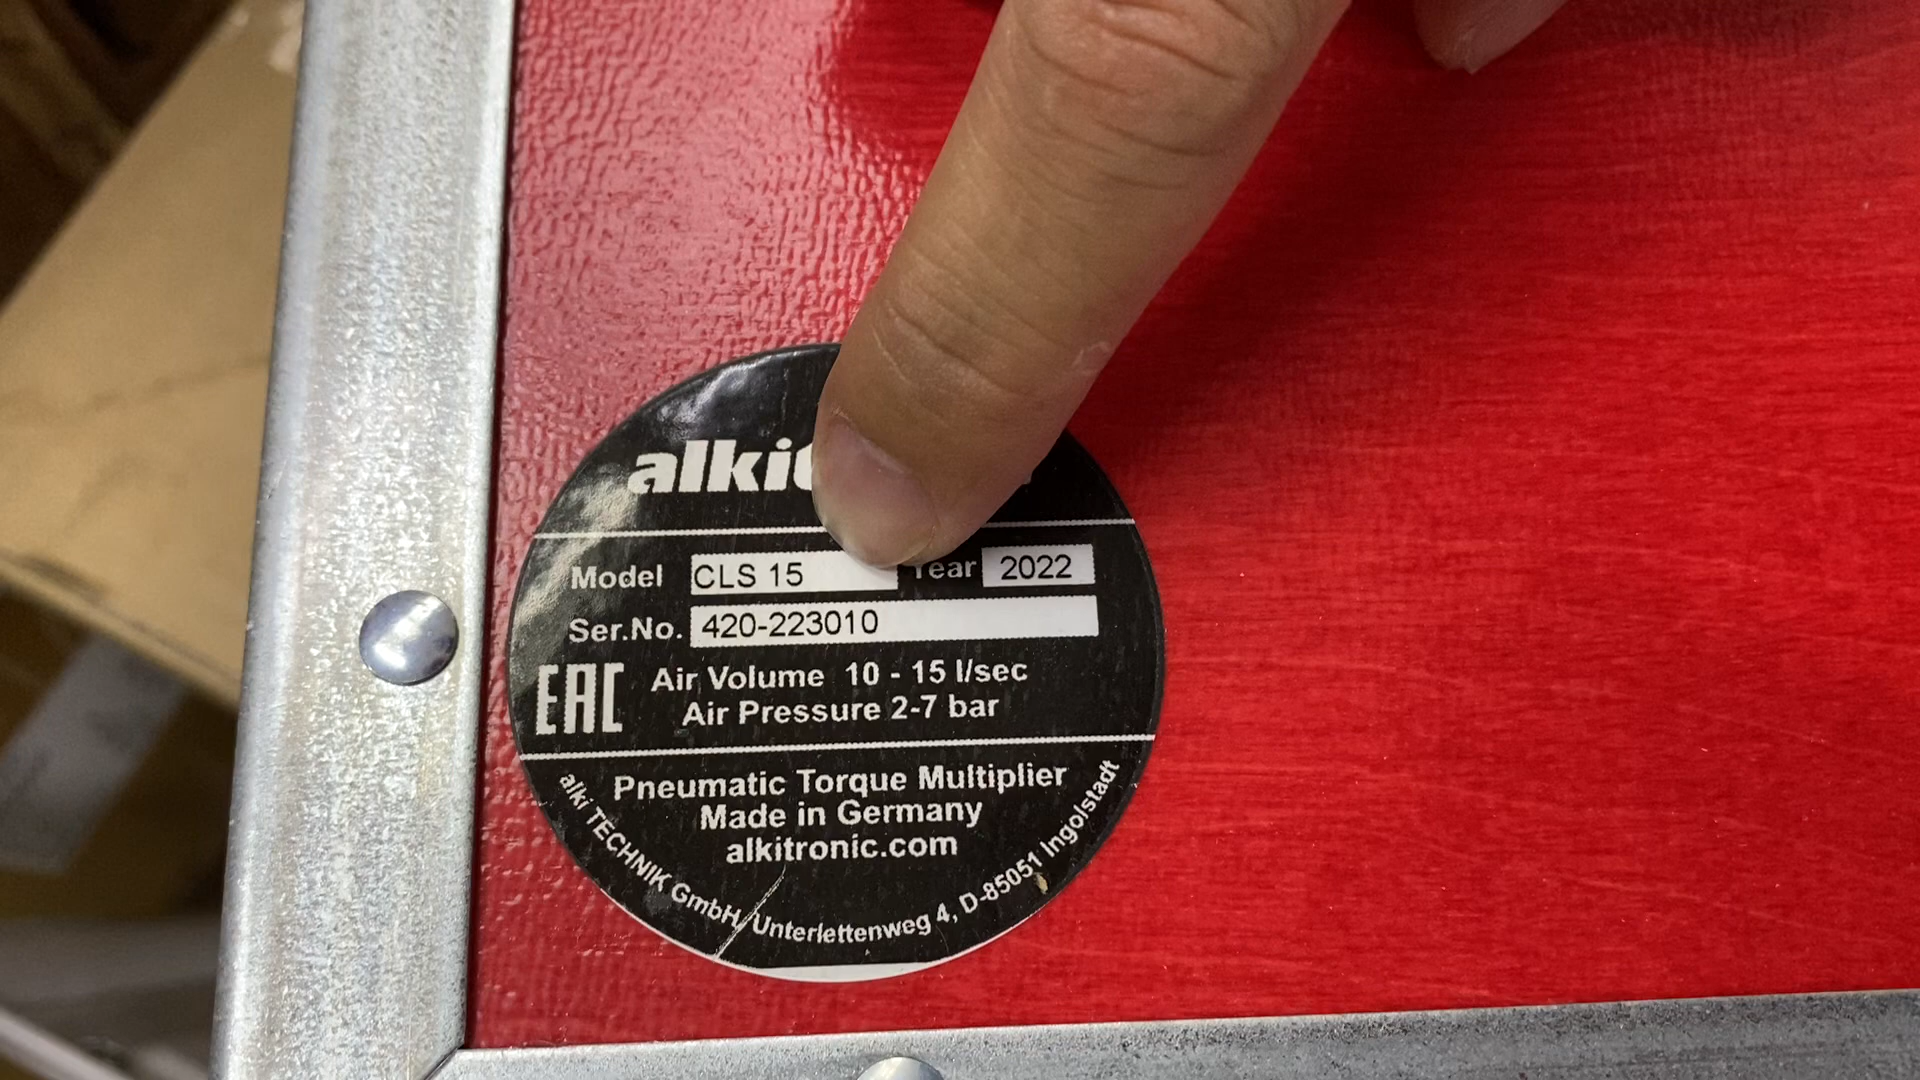 alki
Model CLS 15 Year 2022
Ser.No. 420-223010
EAC
Air Volume 10 - 15 l/sec
Air Pressure 2-7 bar
Pneumatic Torque Multiplier
Made in Germany
alkitronic.com
alki TECHNIK GmbH, Unterlettenweg 4, D-85051 Ingolstadt